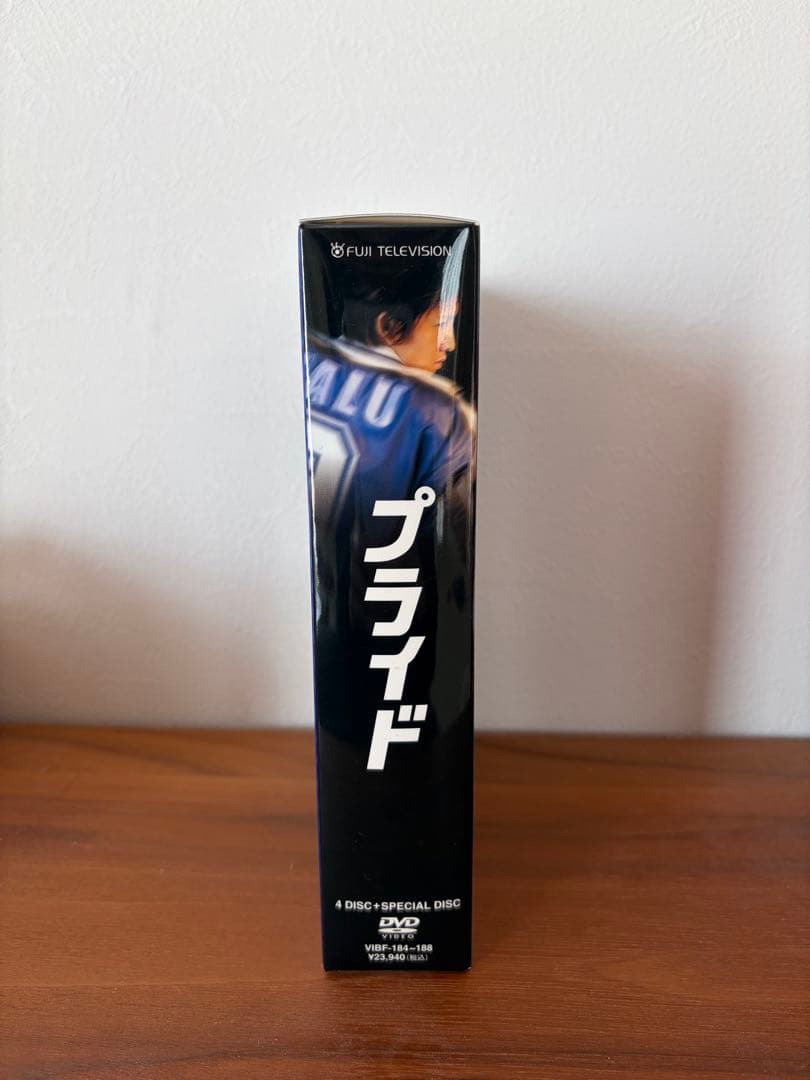 FUJI TELEVISION
ALU
プライド
4 DISC+SPECIAL DISC
DVD
VIDEO
VIBF-184~188
¥23,940(税込)